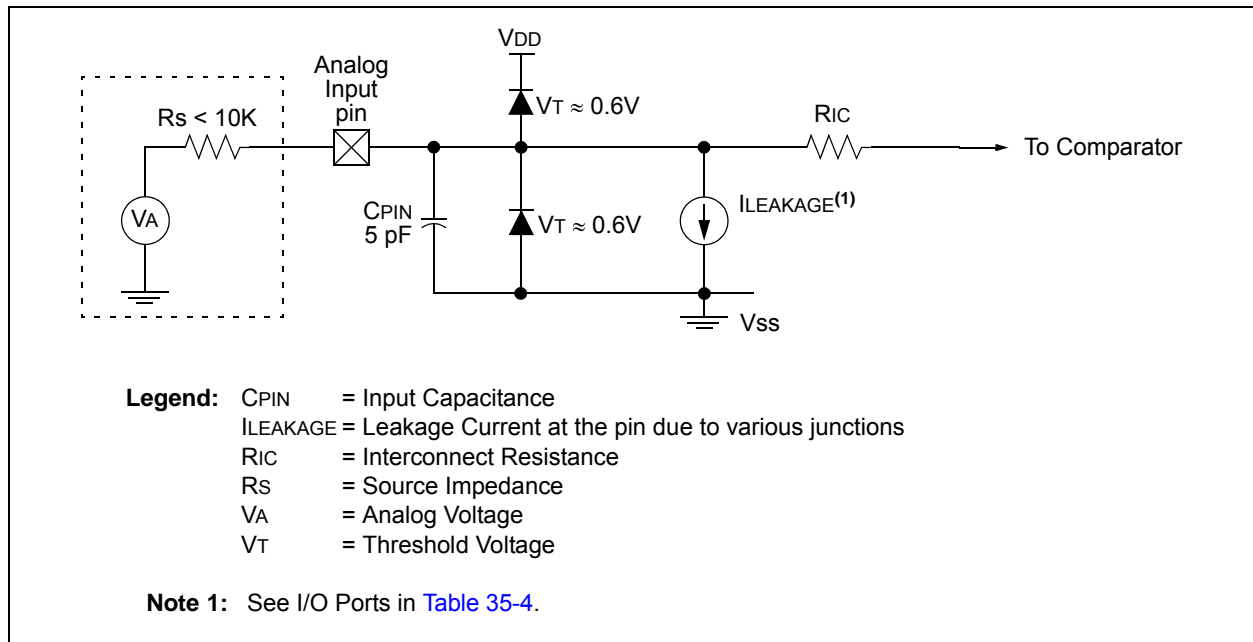 VDD
Analog
Input
pin
Rs < 10K
VT ≈ 0.6V
RIC
To Comparator
VA
CPIN
5 pF
VT ≈ 0.6V
ILEAKAGE(1)
Vss
Legend: CPIN = Input Capacitance
ILEAKAGE = Leakage Current at the pin due to various junctions
RIC = Interconnect Resistance
RS = Source Impedance
VA = Analog Voltage
VT = Threshold Voltage
Note 1: See I/O Ports in Table 35-4.